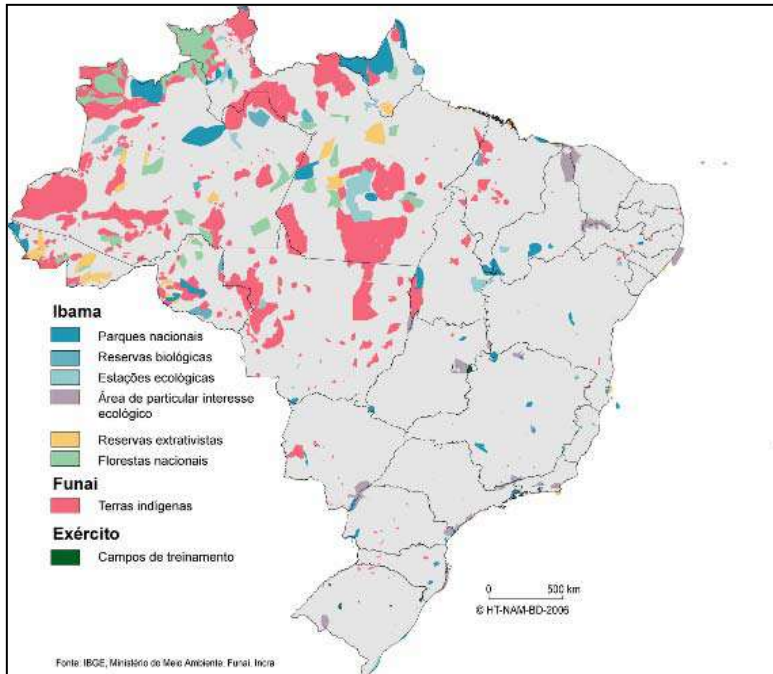 Ibama
Parques nacionais
Reservas biológicas
Estações ecológicas
Área de particular interesse
ecológico
Reservas extrativistas
Florestas nacionais
Funai
Terras indígenas
Exército
Campos de treinamento
0 500 km
© HT-NAM-BD-2006
Fonte: IBGE, Ministério do Meio Ambiente, Funai, Incra